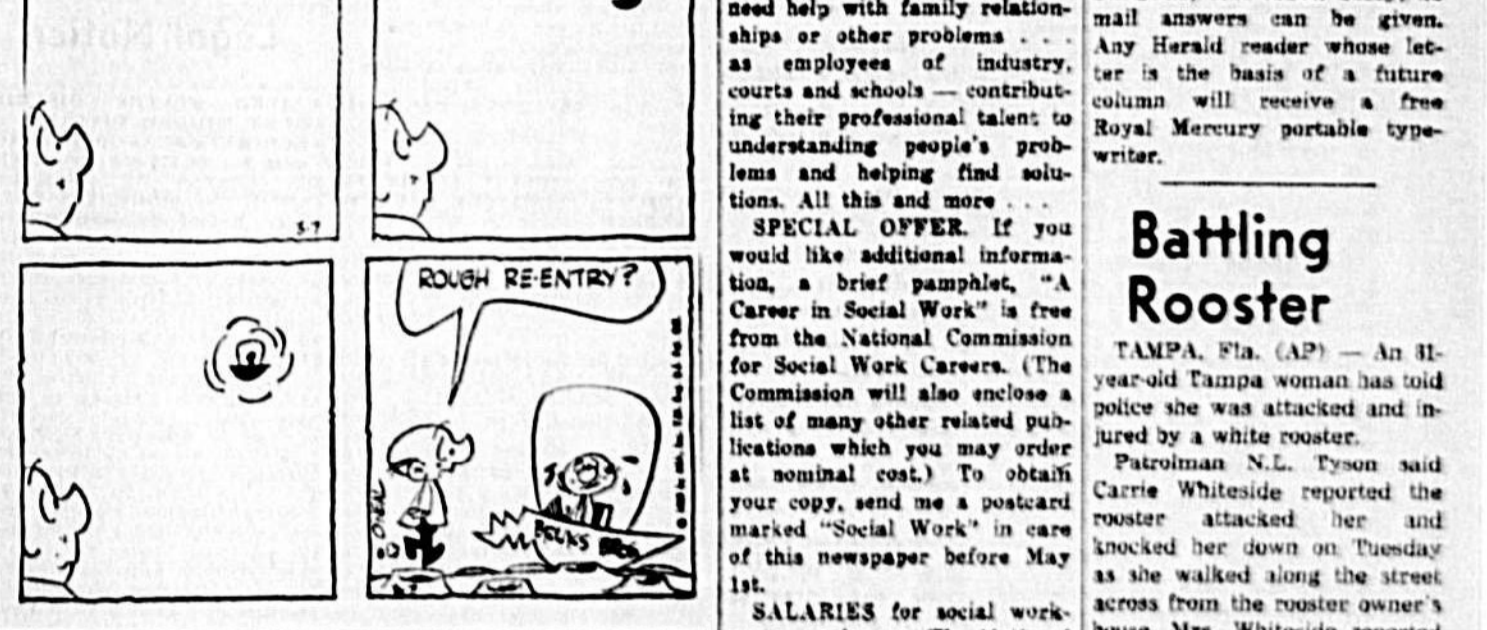 3-7
ROUGH RE-ENTRY?
BRUKS BROS.
need help with family relation-
ships or other problems . . .
as employees of industry,
courts and schools — contribut-
ing their professional talent to
understanding people's prob-
lems and helping find solu-
tions. All this and more . . .
SPECIAL OFFER. If you
would like additional informa-
tion, a brief pamphlet, "A
Career in Social Work" is free
from the National Commission
for Social Work Careers. (The
Commission will also enclose a
list of many other related pub-
lications which you may order
at nominal cost.) To obtain
your copy, send me a postcard
marked "Social Work" in care
of this newspaper before May
1st.
SALARIES for social work-
mail answers can be given.
Any Herald reader whose let-
ter is the basis of a future
column will receive a free
Royal Mercury portable type-
writer.
Battling
Rooster
TAMPA, Fla. (AP) — An 81-
year-old Tampa woman has told
police she was attacked and in-
jured by a white rooster.
Patrolman N.L. Tyson said
Carrie Whiteside reported the
rooster attacked her and
knocked her down on Tuesday
as she walked along the street
across from the rooster owner's
house. Mrs. Whiteside reported